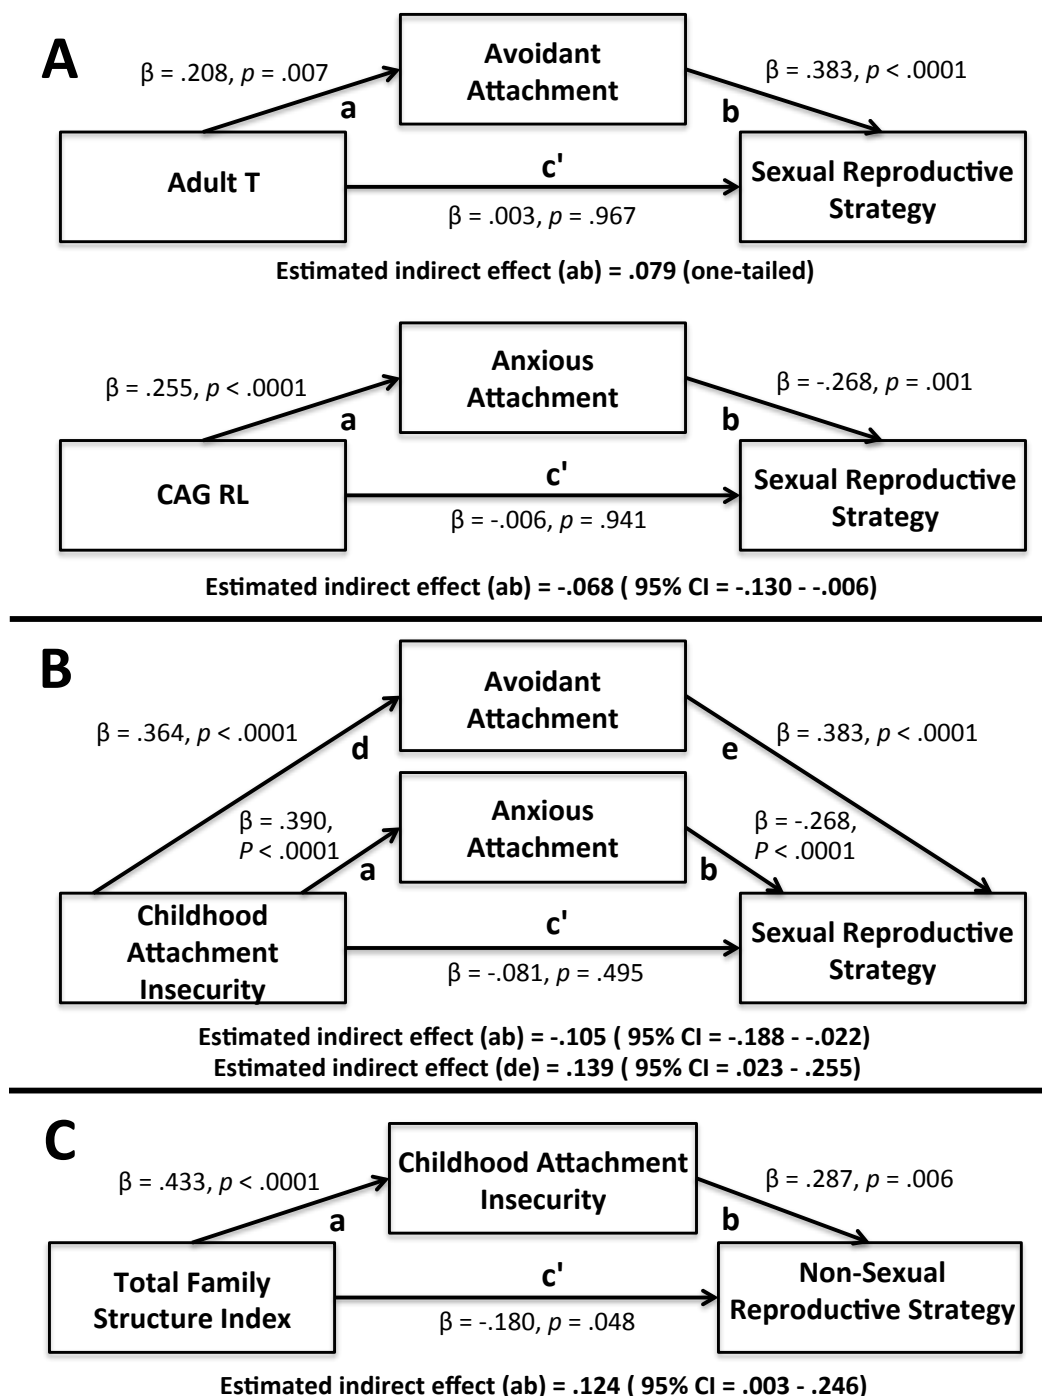 A
Avoidant
Attachment
β = .208, p = .007
β = .383, p < .0001
a
b
Adult T
c'
Sexual Reproductive
Strategy
β = .003, p = .967
Estimated indirect effect (ab) = .079 (one-tailed)
Anxious
Attachment
β = .255, p < .0001
β = -.268, p = .001
a
b
CAG RL
c'
Sexual Reproductive
Strategy
β = -.006, p = .941
Estimated indirect effect (ab) = -.068 ( 95% CI = -.130 - -.006)
B
Avoidant
Attachment
β = .364, p < .0001
β = .383, p < .0001
d
e
Anxious
Attachment
β = .390,
P < .0001
β = -.268,
P < .0001
a
b
Childhood
Attachment
Insecurity
c'
Sexual Reproductive
Strategy
β = -.081, p = .495
Estimated indirect effect (ab) = -.105 ( 95% CI = -.188 - -.022)
Estimated indirect effect (de) = .139 ( 95% CI = .023 - .255)
C
Childhood Attachment
Insecurity
β = .433, p < .0001
β = .287, p = .006
a
b
Total Family
Structure Index
c'
Non-Sexual
Reproductive Strategy
β = -.180, p = .048
Estimated indirect effect (ab) = .124 ( 95% CI = .003 - .246)